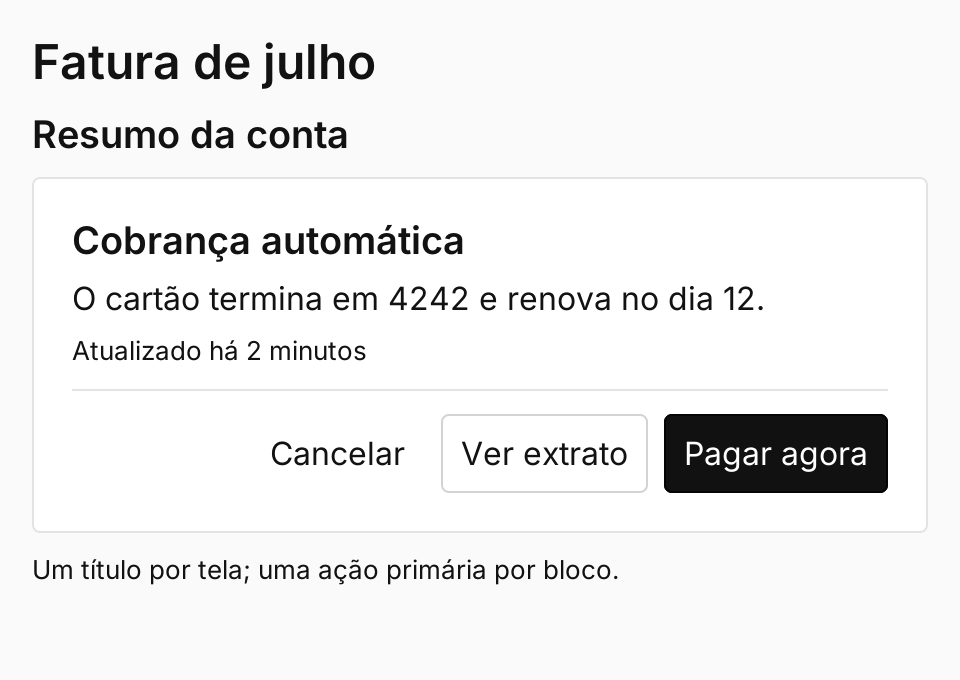 Fatura de julho
Resumo da conta
Cobrança automática
O cartão termina em 4242 e renova no dia 12.
Atualizado há 2 minutos
Cancelar Ver extrato Pagar agora
Um título por tela; uma ação primária por bloco.